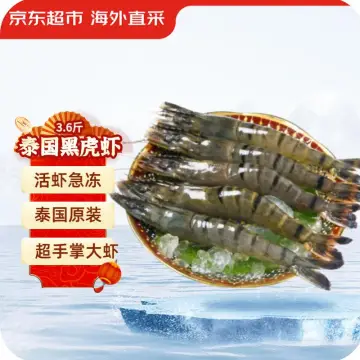 京东超市 海外直采
3.6斤
泰国黑虎虾
活虾急冻
泰国原装
超手掌大虾